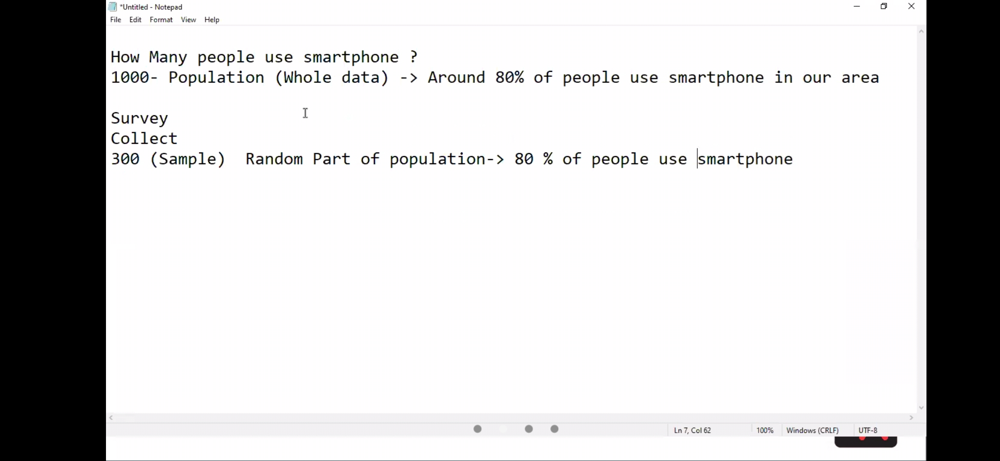 *Untitled - Notepad
File Edit Format View Help
How Many people use smartphone ?
1000- Population (Whole data) -> Around 80% of people use smartphone in our area
Survey
Collect
300 (Sample)  Random Part of population-> 80 % of people use smartphone
Ln 7, Col 62 100% Windows (CRLF) UTF-8